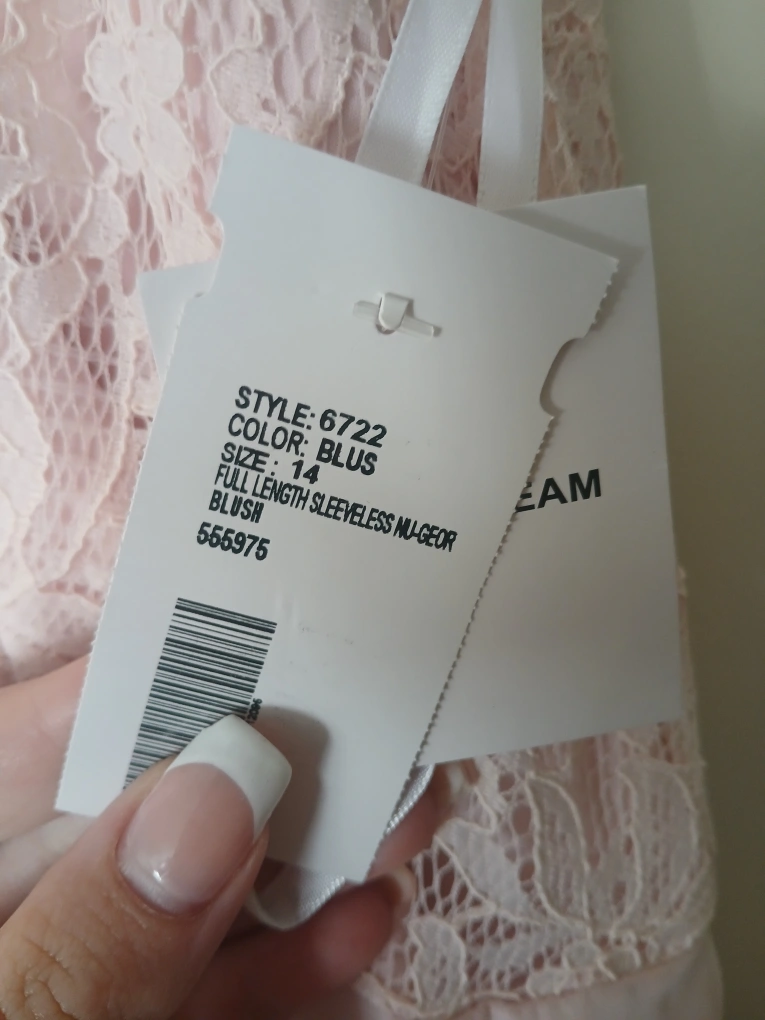 STYLE: 6722
COLOR: BLUS
SIZE: 14
FULL LENGTH SLEEVELESS NU-GEOR
BLUSH
555975
EAM